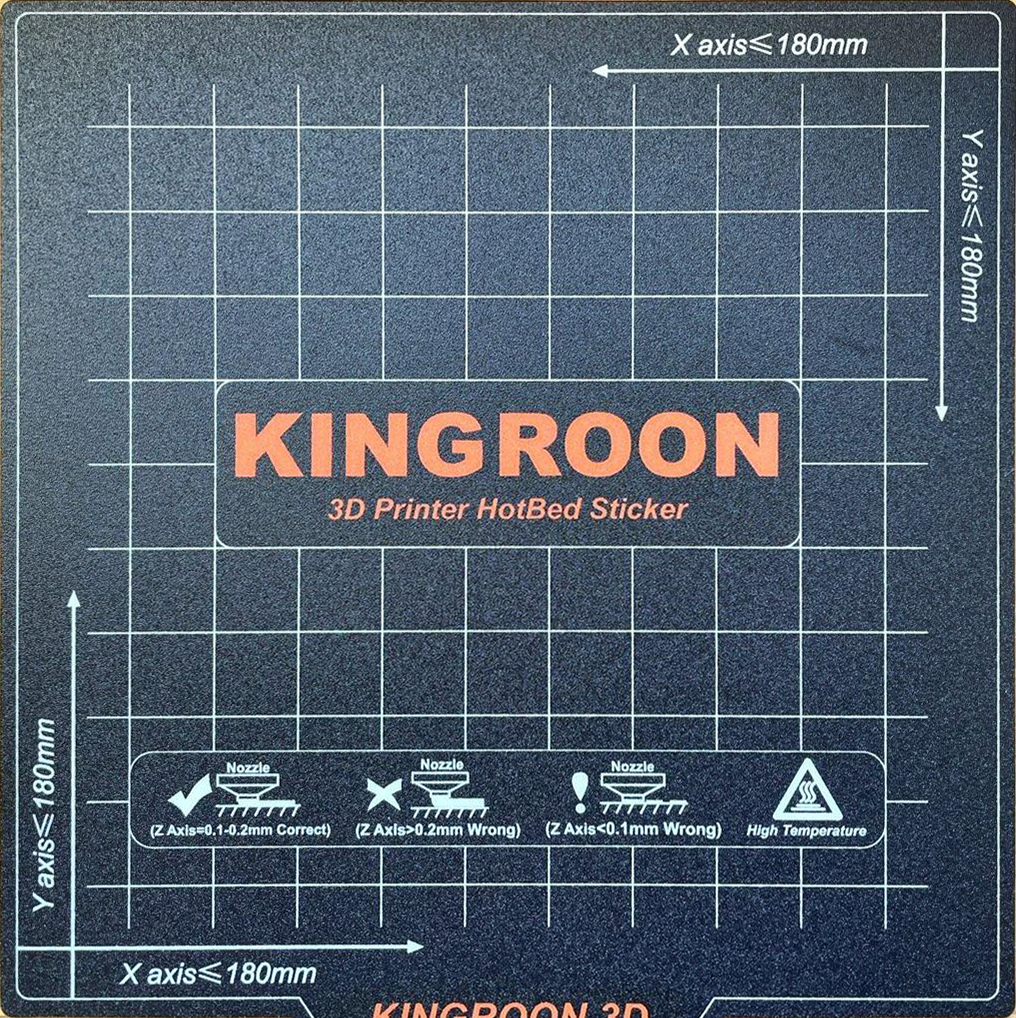 X axis≤180mm
Y axis≤180mm
KINGROON
3D Printer HotBed Sticker
Y axis≤180mm
Nozzle
(Z Axis=0.1-0.2mm Correct)
Nozzle
(Z Axis>0.2mm Wrong)
Nozzle
(Z Axis<0.1mm Wrong)
High Temperature
X axis≤180mm
KINGROON 3D